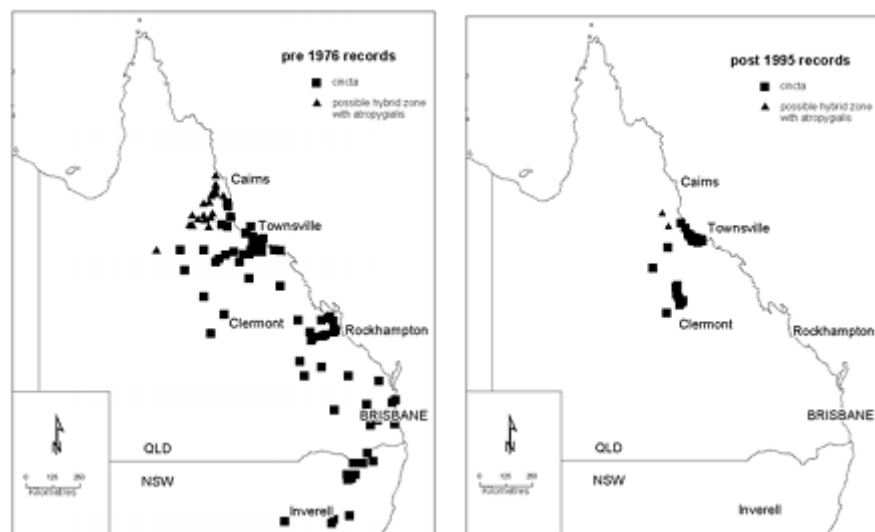 pre 1976 records
cincta
possible hybrid zone
with atropygialis
Cairns
Townsville
Clermont
Rockhampton
BRISBANE
QLD
NSW
Inverell
N
0 125 250
Kilometres
post 1995 records
cincta
possible hybrid zone
with atropygialis
Cairns
Townsville
Clermont
Rockhampton
BRISBANE
QLD
NSW
Inverell
N
0 125 250
Kilometres